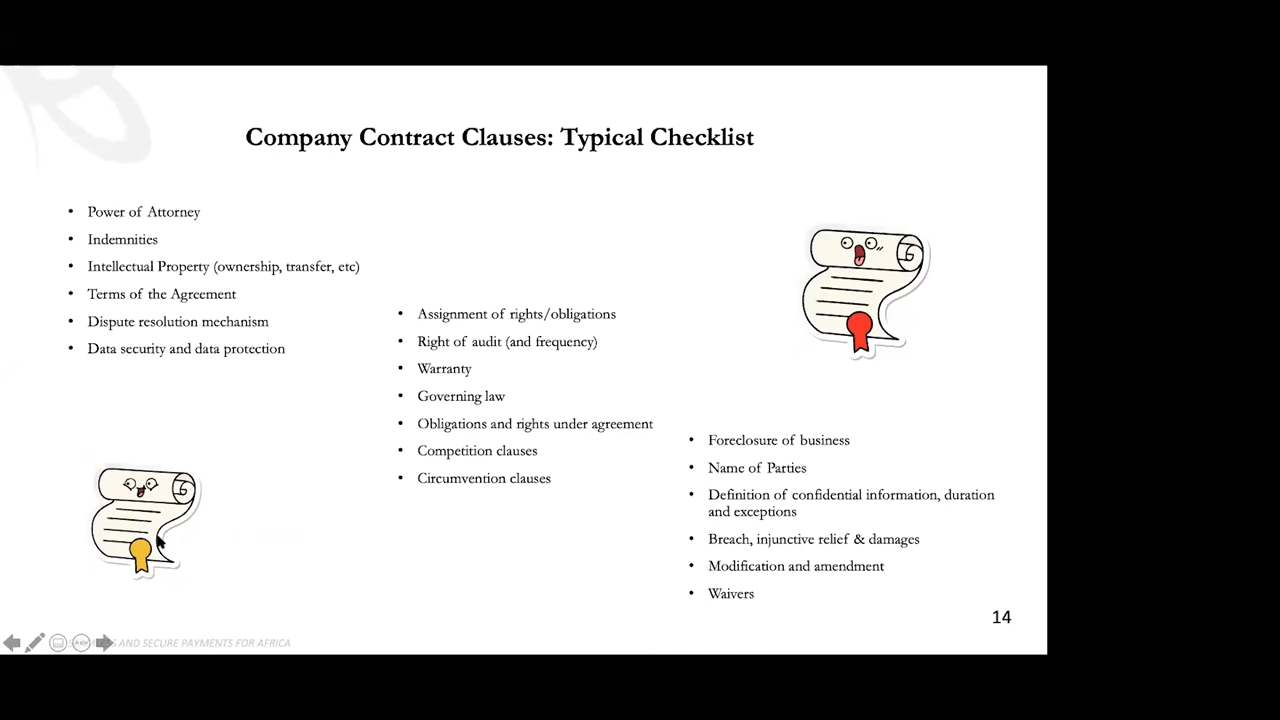 Company Contract Clauses: Typical Checklist
• Power of Attorney
• Indemnities
• Intellectual Property (ownership, transfer, etc)
• Terms of the Agreement
• Dispute resolution mechanism
• Data security and data protection
• Assignment of rights/obligations
• Right of audit (and frequency)
• Warranty
• Governing law
• Obligations and rights under agreement
• Competition clauses
• Circumvention clauses
• Foreclosure of business
• Name of Parties
• Definition of confidential information, duration
and exceptions
• Breach, injunctive relief & damages
• Modification and amendment
• Waivers
14
AND SECURE PAYMENTS FOR AFRICA